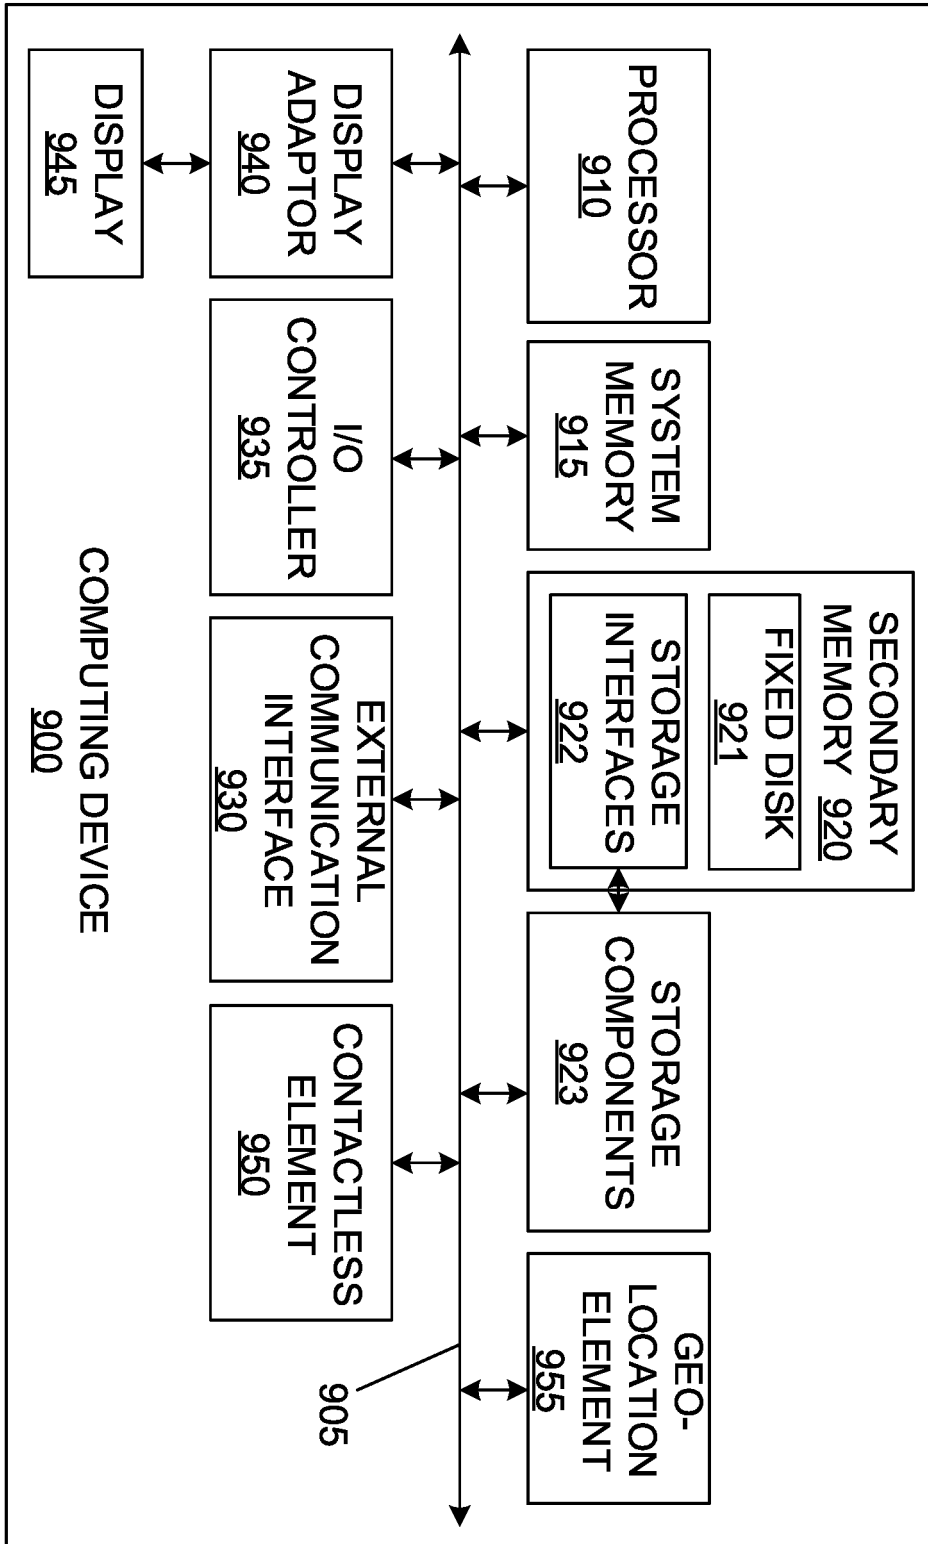 PROCESSOR
910
SYSTEM
MEMORY
915
SECONDARY
MEMORY 920
FIXED DISK
921
STORAGE
INTERFACES
922
STORAGE
COMPONENTS
923
GEO-
LOCATION
ELEMENT
955
905
DISPLAY
ADAPTOR
940
I/O
CONTROLLER
935
EXTERNAL
COMMUNICATION
INTERFACE
930
CONTACTLESS
ELEMENT
950
DISPLAY
945
COMPUTING DEVICE
900